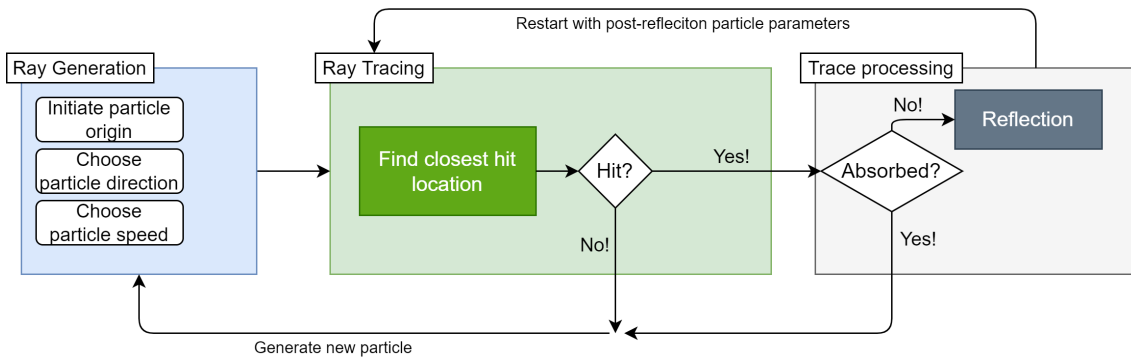 Restart with post-refleciton particle parameters
Ray Generation
Initiate particle
origin
Choose
particle direction
Choose
particle speed
Ray Tracing
Find closest hit
location
Hit?
Yes!
No!
Trace processing
No!
Reflection
Absorbed?
Yes!
Generate new particle